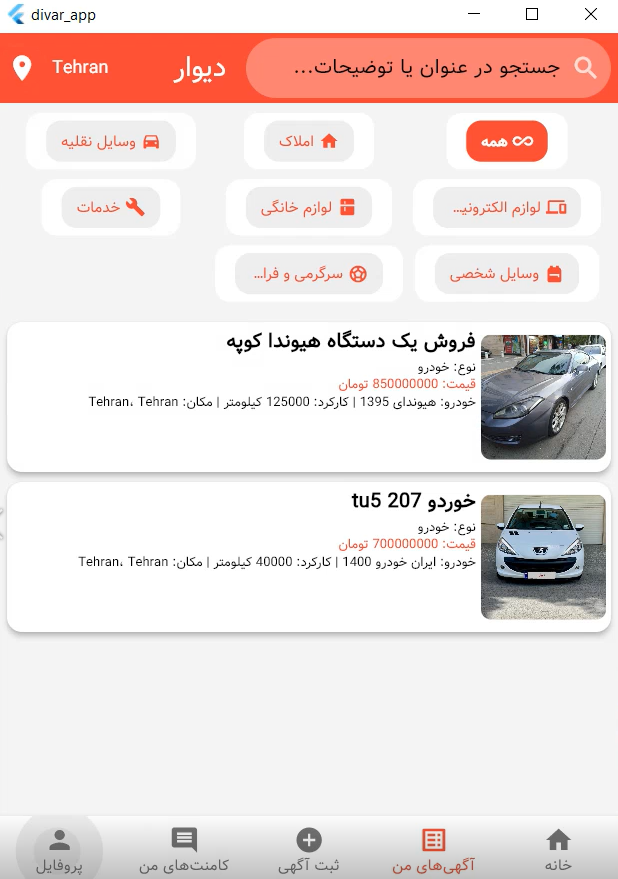 divar_app
جستجو در عنوان یا توضیحات...
دیوار
Tehran
همه
املاک
وسایل نقلیه
لوازم الکترونی...
لوازم خانگی
خدمات
وسایل شخصی
سرگرمی و فرا...
فروش یک دستگاه هیوندا کوپه
نوع: خودرو
قیمت: 850000000 تومان
خودرو: هیوندای 1395 | کارکرد: 125000 کیلومتر | مکان: Tehran، Tehran
خوردو 207 tu5
نوع: خودرو
قیمت: 700000000 تومان
خودرو: ایران خودرو 1400 | کارکرد: 40000 کیلومتر | مکان: Tehran، Tehran
خانه
آگهی‌های من
ثبت آگهی
کامنت‌های من
پروفایل